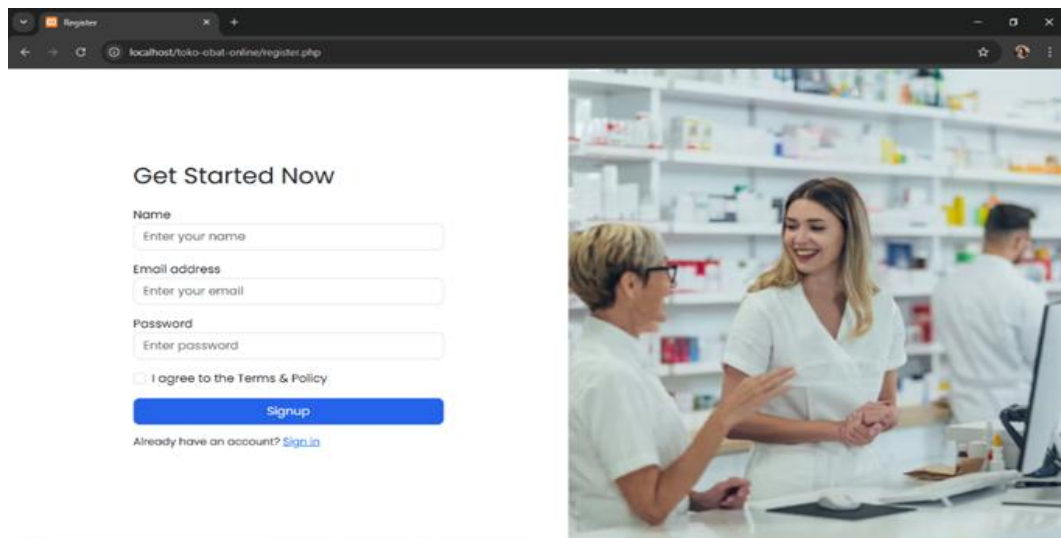 Register
localhost/toko-obat-online/register.php
Get Started Now
Name
Enter your name
Email address
Enter your email
Password
Enter password
I agree to the Terms & Policy
Signup
Already have an account? Sign in